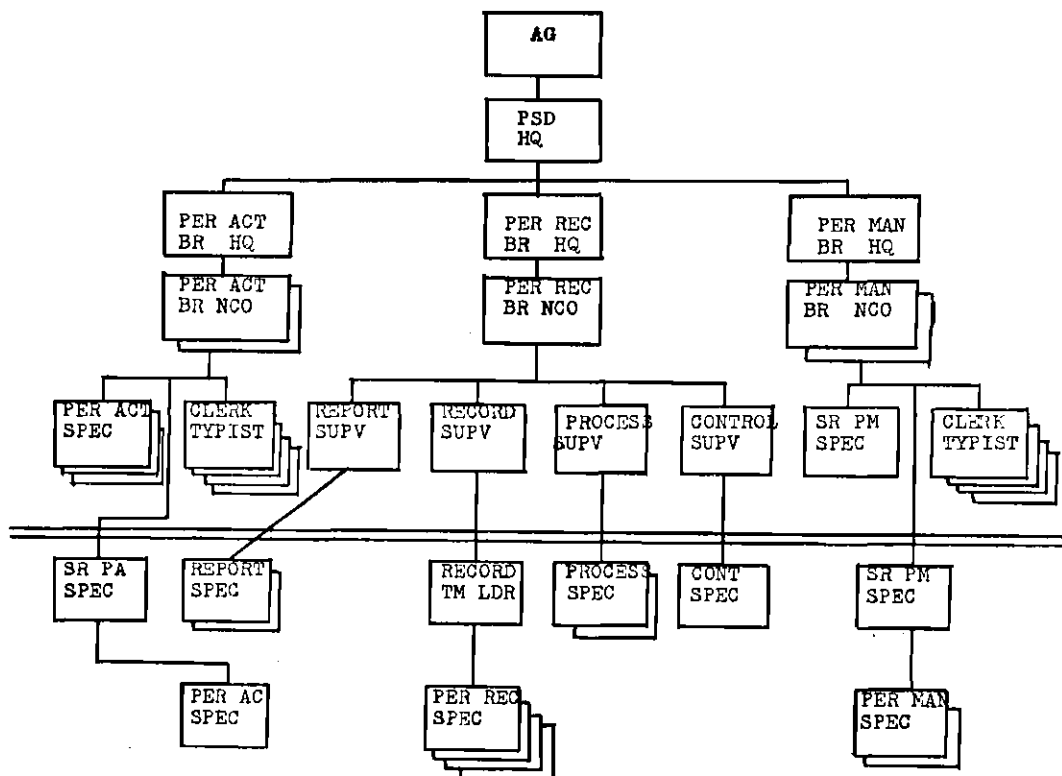 AG
PSD
HQ
PER ACT
BR HQ
PER REC
BR HQ
PER MAN
BR HQ
PER ACT
BR NCO
PER REC
BR NCO
PER MAN
BR NCO
PER ACT
SPEC
CLERK
TYPIST
REPORT
SUPV
RECORD
SUPV
PROCESS
SUPV
CONTROL
SUPV
SR PM
SPEC
CLERK
TYPIST
SR PA
SPEC
REPORT
SPEC
RECORD
TM LDR
PROCESS
SPEC
CONT
SPEC
SR PM
SPEC
PER AC
SPEC
PER REC
SPEC
PER MAN
SPEC